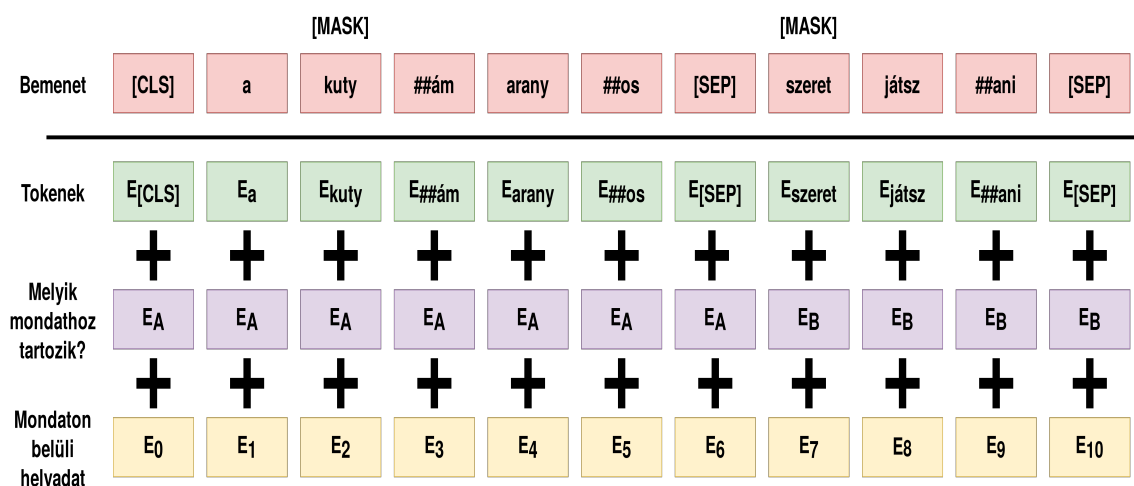 [MASK] [MASK]
Bemenet [CLS] a kuty ##ám arany ##os [SEP] szeret játsz ##ani [SEP]
Tokenek E[CLS] Ea Ekuty E##ám Earany E##os E[SEP] Eszeret Ejátsz E##ani E[SEP]
+ + + + + + + + + + +
Melyik
mondathoz
tartozik?
EA EA EA EA EA EA EA EB EB EB EB
+ + + + + + + + + + +
Mondaton
belüli
helyadat
E0 E1 E2 E3 E4 E5 E6 E7 E8 E9 E10